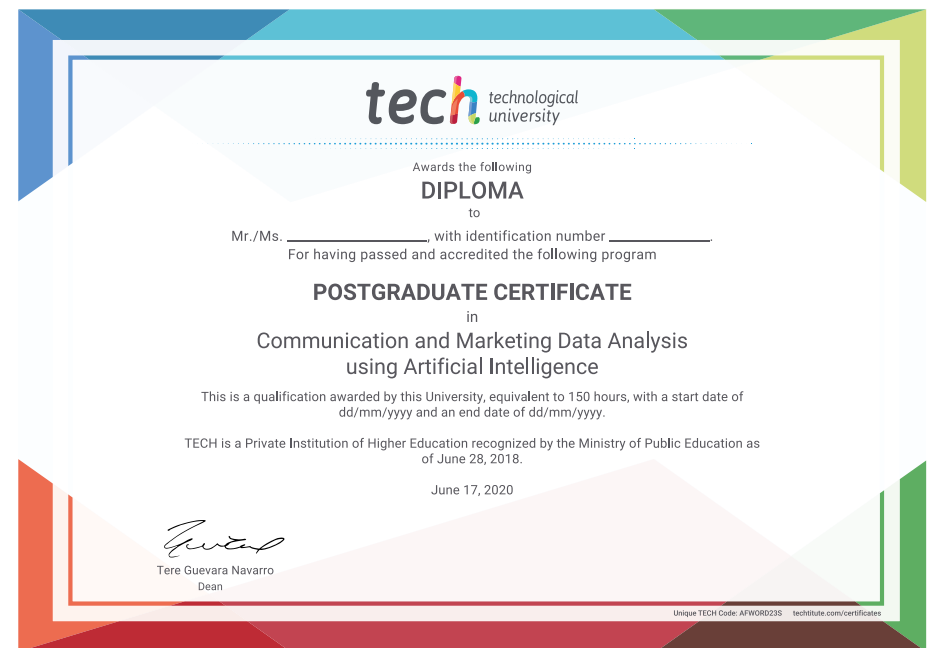 tech technological
university
Awards the following
DIPLOMA
to
Mr./Ms. ____________________, with identification number ______________.
For having passed and accredited the following program
POSTGRADUATE CERTIFICATE
in
Communication and Marketing Data Analysis
using Artificial Intelligence
This is a qualification awarded by this University, equivalent to 150 hours, with a start date of
dd/mm/yyyy and an end date of dd/mm/yyyy.
TECH is a Private Institution of Higher Education recognized by the Ministry of Public Education as
of June 28, 2018.
June 17, 2020
Tere Guevara Navarro
Dean
Unique TECH Code: AFWORD23S techtitute.com/certificates